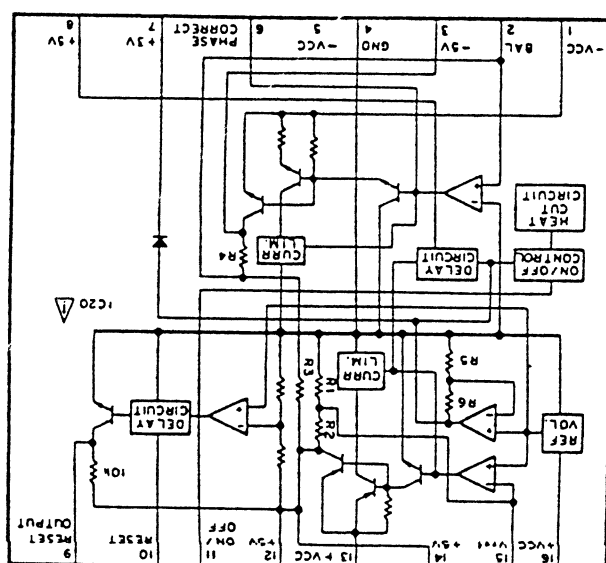 16 15 14 13 +VCC 12 11 10 9
+VCC +5V +5V ON/ RESET RESET
OFF OUTPUT
10k
REF
VOL
R2
R6
R1
R5
R3
CURR
LIM.
DELAY
CIRCUIT
IC20
ON/OFF
CONTROL
DELAY
CIRCUIT
CURR
LIM.
R4
HEAT
CUT
CIRCUIT
-VCC BAL -5V GND -VCC PHASE
CORRECT +3V +5V
1 2 3 4 5 6 7 8